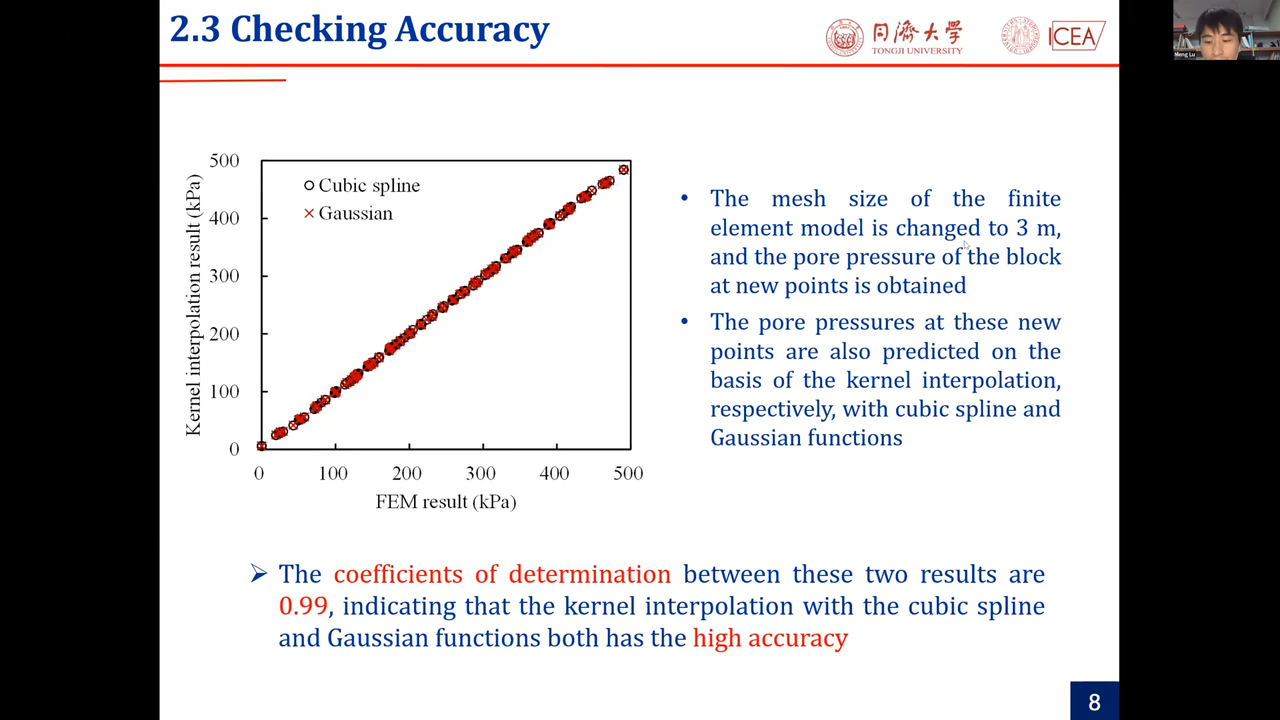 2.3 Checking Accuracy
同濟大學
TONGJI UNIVERSITY
ICEA
Meng Lu
Kernel interpolation result (kPa)
500
400
300
200
100
0
Cubic spline
Gaussian
0 100 200 300 400 500
FEM result (kPa)
• The mesh size of the finite
element model is changed to 3 m,
and the pore pressure of the block
at new points is obtained
• The pore pressures at these new
points are also predicted on the
basis of the kernel interpolation,
respectively, with cubic spline and
Gaussian functions
➢ The coefficients of determination between these two results are
0.99, indicating that the kernel interpolation with the cubic spline
and Gaussian functions both has the high accuracy
8